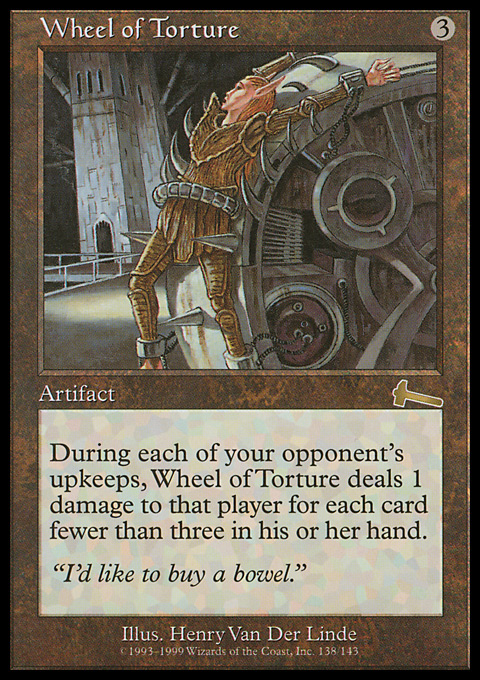 Wheel of Torture 3
Artifact
During each of your opponent's
upkeeps, Wheel of Torture deals 1
damage to that player for each card
fewer than three in his or her hand.
"I'd like to buy a bowel."
Illus. Henry Van Der Linde
©1993-1999 Wizards of the Coast, Inc. 138/143